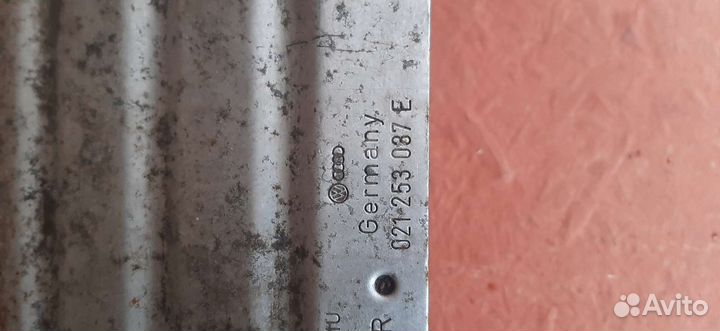 Germany
021 253 087 E
R
Avito